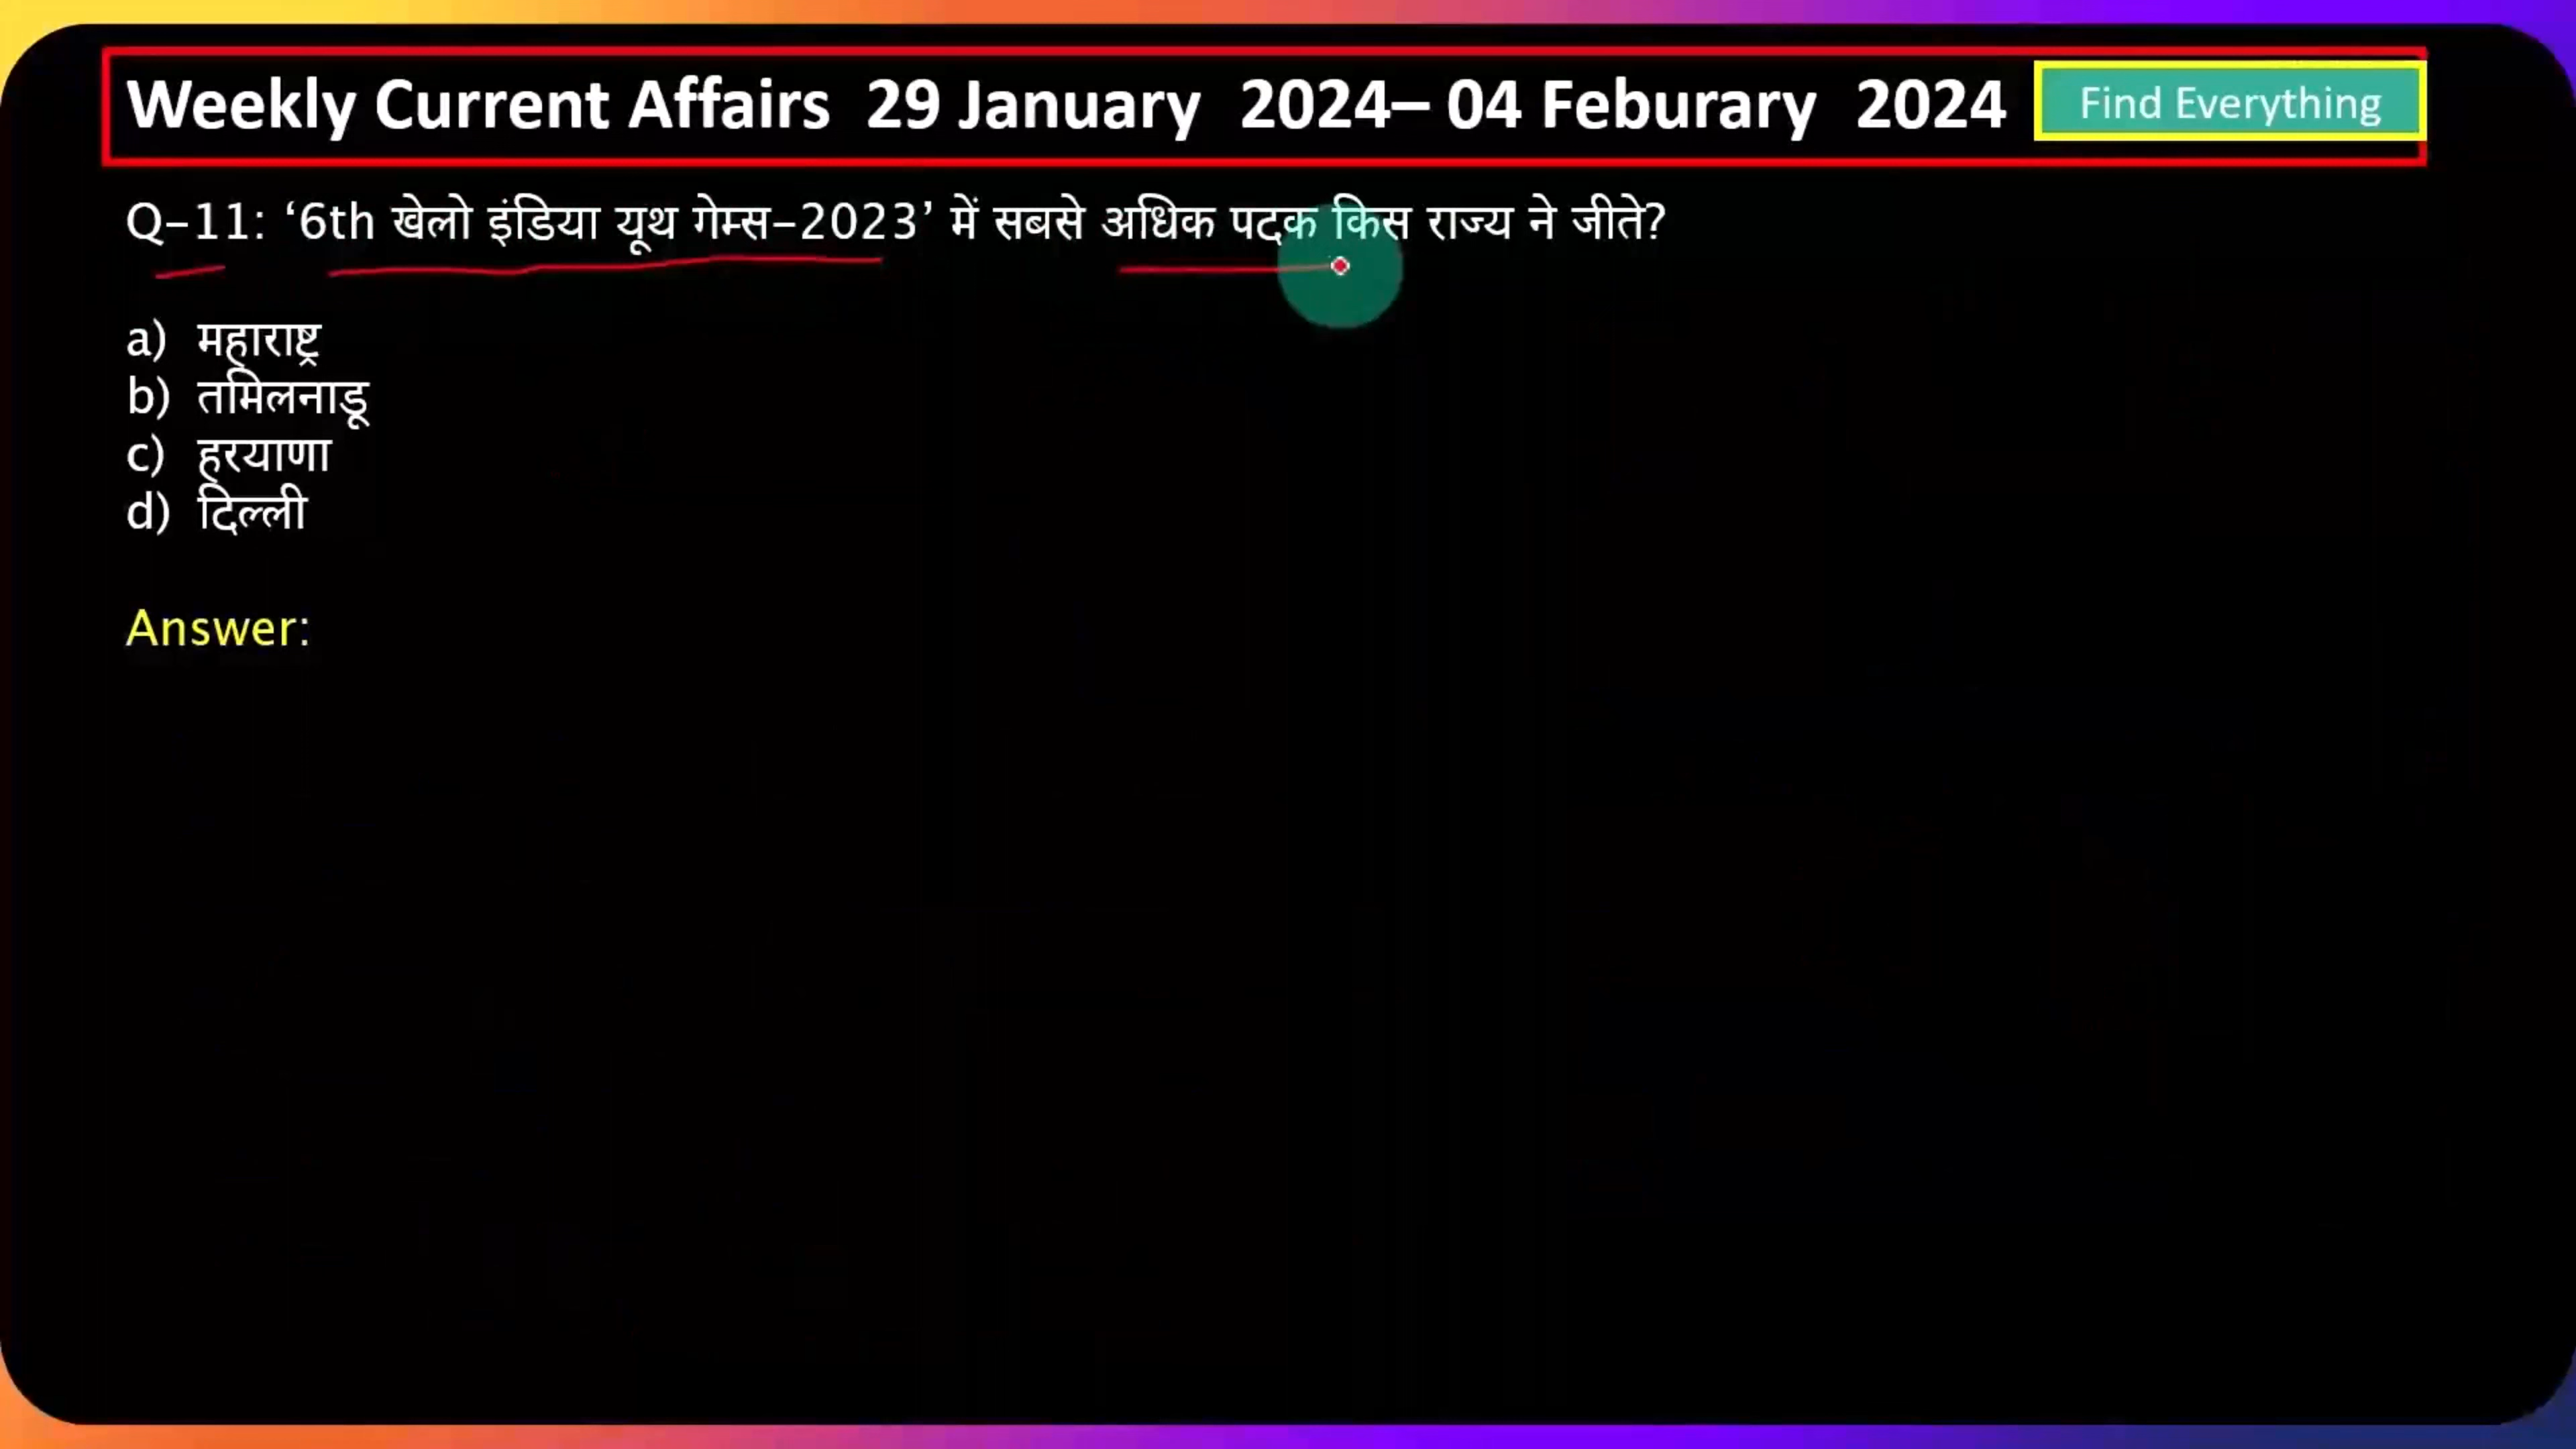 Weekly Current Affairs 29 January 2024– 04 Feburary 2024 Find Everything
Q-11: ‘6th खेलो इंडिया यूथ गेम्स-2023’ में सबसे अधिक पदक किस राज्य ने जीते?
a) महाराष्ट्र
b) तमिलनाडू
c) हरयाणा
d) दिल्ली
Answer: